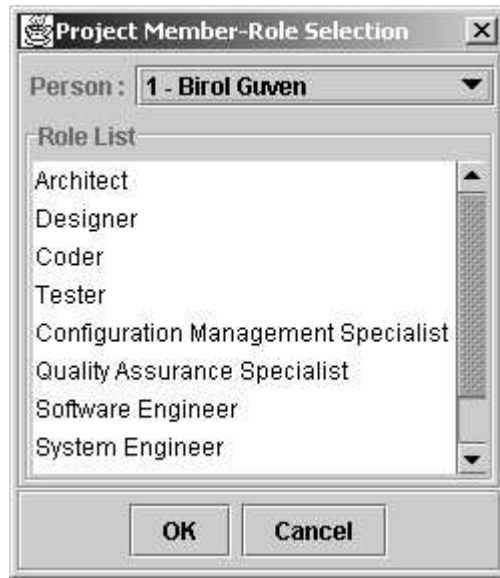 Project Member-Role Selection
Person : 1 - Birol Guven
Role List
Architect
Designer
Coder
Tester
Configuration Management Specialist
Quality Assurance Specialist
Software Engineer
System Engineer
OK Cancel